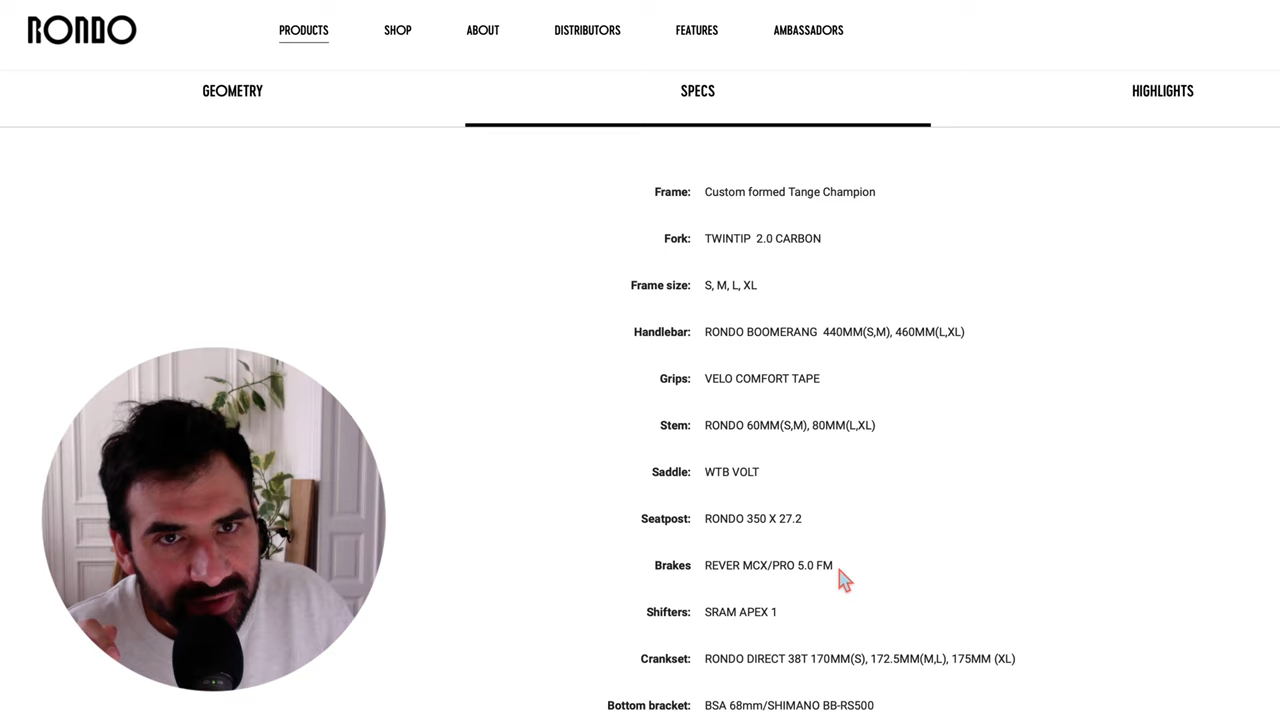 RONDO
PRODUCTS SHOP ABOUT DISTRIBUTORS FEATURES AMBASSADORS
GEOMETRY SPECS HIGHLIGHTS
Frame: Custom formed Tange Champion
Fork: TWINTIP 2.0 CARBON
Frame size: S, M, L, XL
Handlebar: RONDO BOOMERANG 440MM(S,M), 460MM(L,XL)
Grips: VELO COMFORT TAPE
Stem: RONDO 60MM(S,M), 80MM(L,XL)
Saddle: WTB VOLT
Seatpost: RONDO 350 X 27.2
Brakes REVER MCX/PRO 5.0 FM
Shifters: SRAM APEX 1
Crankset: RONDO DIRECT 38T 170MM(S), 172.5MM(M,L), 175MM (XL)
Bottom bracket: BSA 68mm/SHIMANO BB-RS500